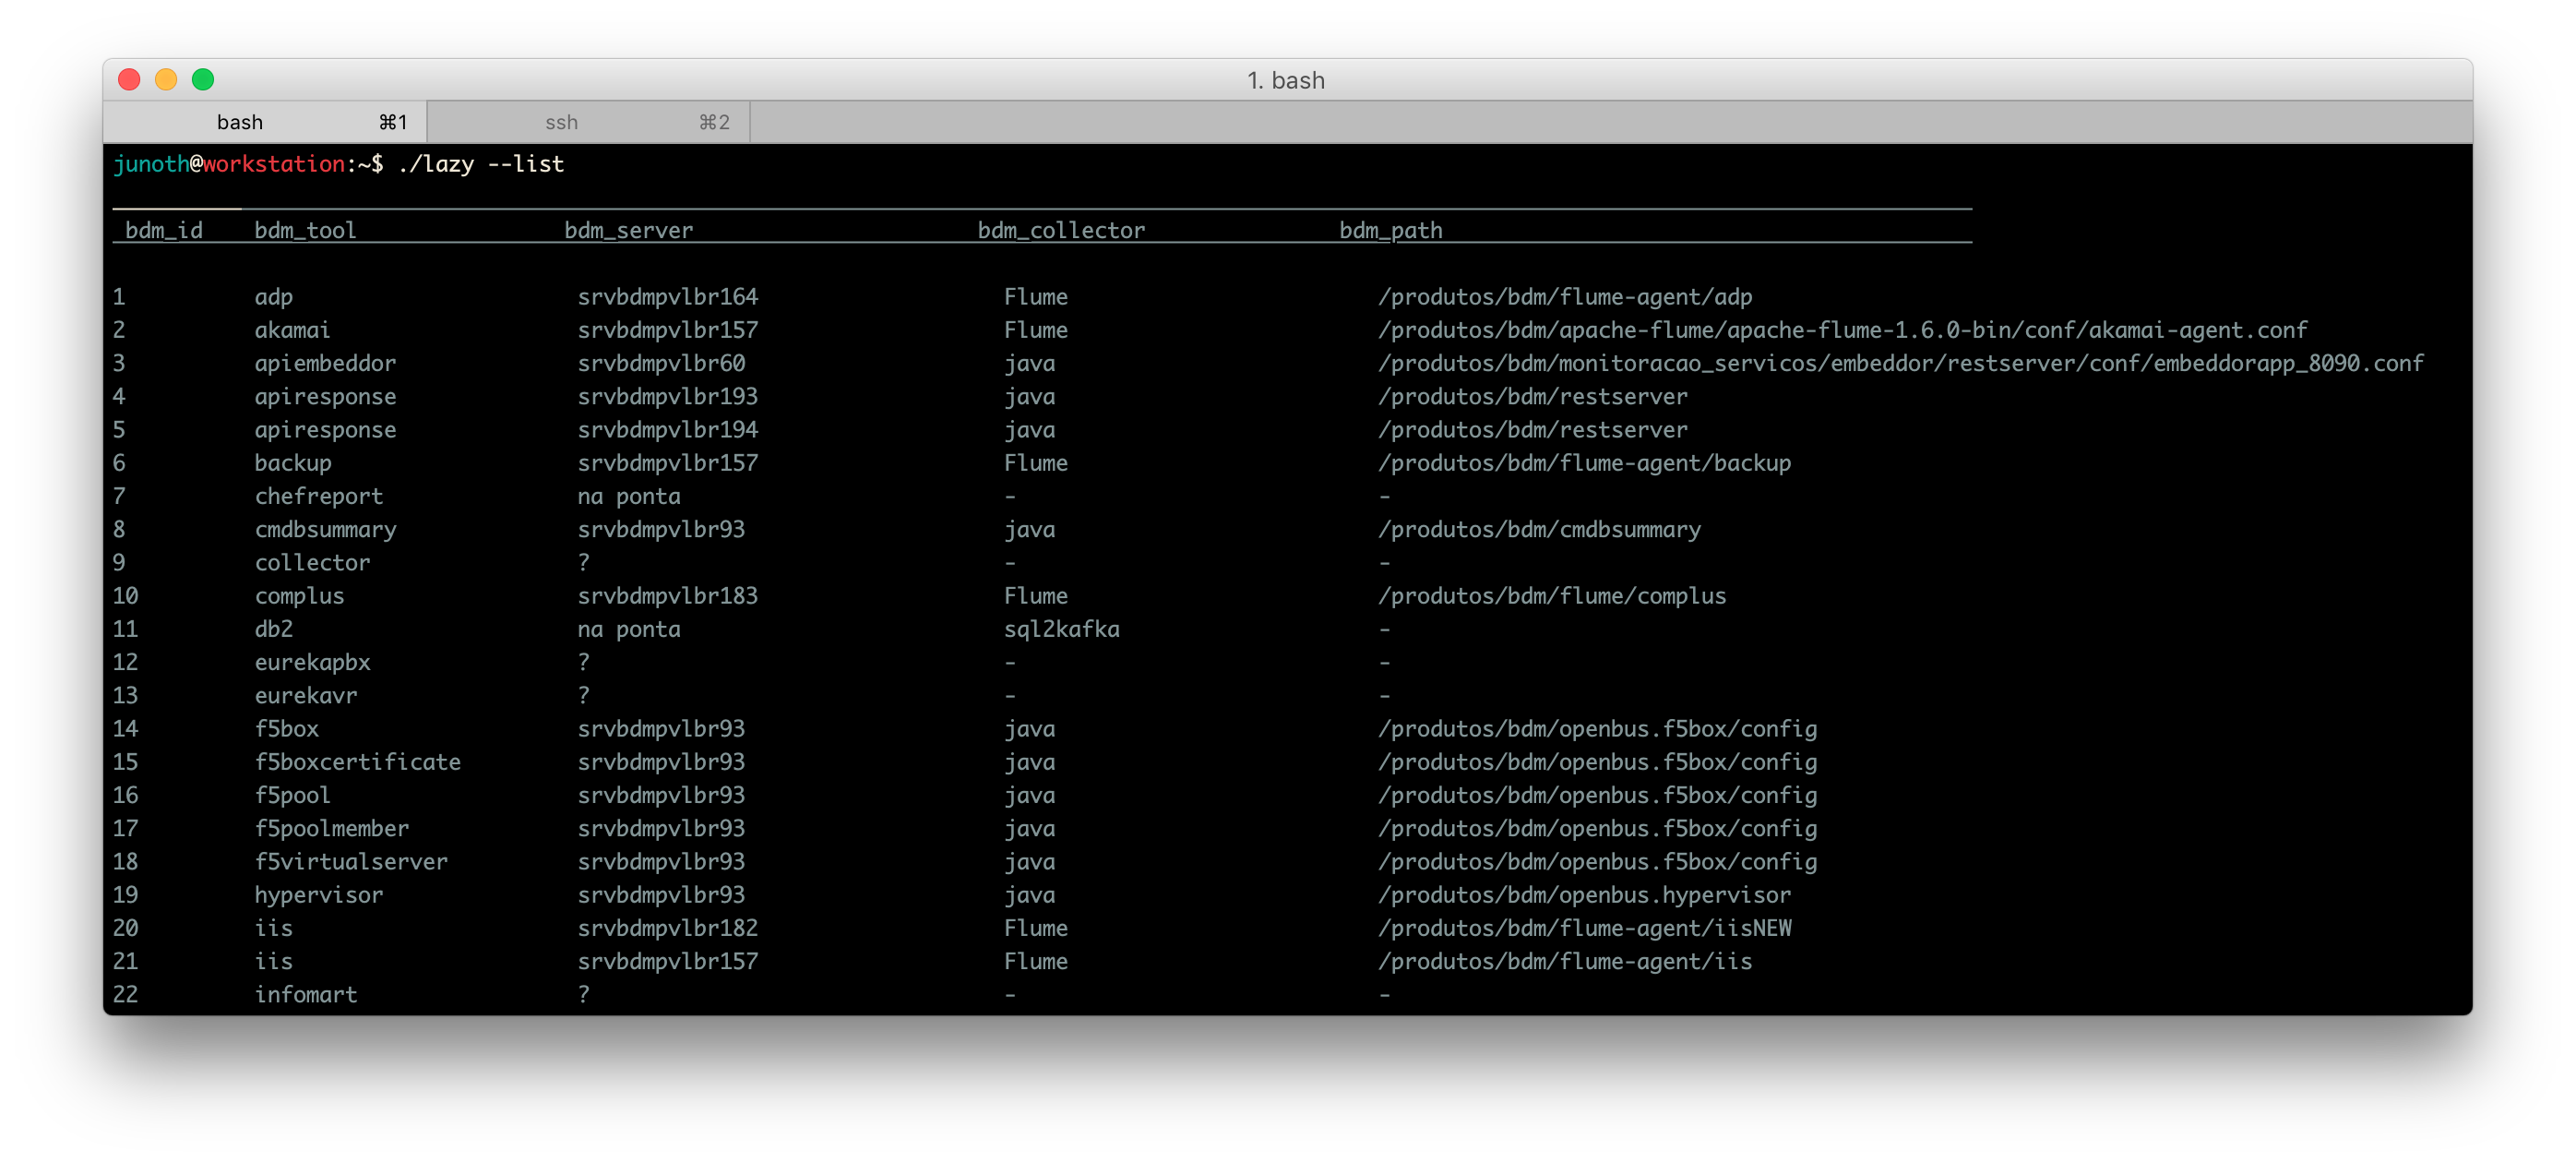 1. bash
bash ⌘1 ssh ⌘2
junoth@workstation:~$ ./lazy --list
bdm_id bdm_tool bdm_server bdm_collector bdm_path
1 adp srvbdmpvlbr164 Flume /produtos/bdm/flume-agent/adp
2 akamai srvbdmpvlbr157 Flume /produtos/bdm/apache-flume/apache-flume-1.6.0-bin/conf/akamai-agent.conf
3 apiembeddor srvbdmpvlbr60 java /produtos/bdm/monitoracao_servicos/embeddor/restserver/conf/embeddorapp_8090.conf
4 apiresponse srvbdmpvlbr193 java /produtos/bdm/restserver
5 apiresponse srvbdmpvlbr194 java /produtos/bdm/restserver
6 backup srvbdmpvlbr157 Flume /produtos/bdm/flume-agent/backup
7 chefreport na ponta - -
8 cmdbsummary srvbdmpvlbr93 java /produtos/bdm/cmdbsummary
9 collector ? - -
10 complus srvbdmpvlbr183 Flume /produtos/bdm/flume/complus
11 db2 na ponta sql2kafka -
12 eurekapbx ? - -
13 eurekavr ? - -
14 f5box srvbdmpvlbr93 java /produtos/bdm/openbus.f5box/config
15 f5boxcertificate srvbdmpvlbr93 java /produtos/bdm/openbus.f5box/config
16 f5pool srvbdmpvlbr93 java /produtos/bdm/openbus.f5box/config
17 f5poolmember srvbdmpvlbr93 java /produtos/bdm/openbus.f5box/config
18 f5virtualserver srvbdmpvlbr93 java /produtos/bdm/openbus.f5box/config
19 hypervisor srvbdmpvlbr93 java /produtos/bdm/openbus.hypervisor
20 iis srvbdmpvlbr182 Flume /produtos/bdm/flume-agent/iisNEW
21 iis srvbdmpvlbr157 Flume /produtos/bdm/flume-agent/iis
22 infomart ? - -